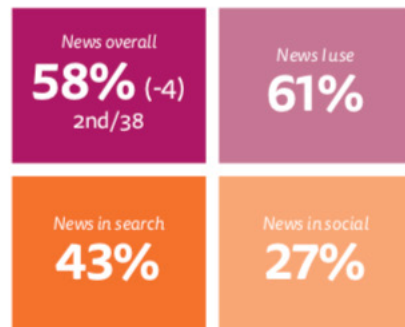 News overall
58% (-4)
2nd/38
News I use
61%
News in search
43%
News in social
27%